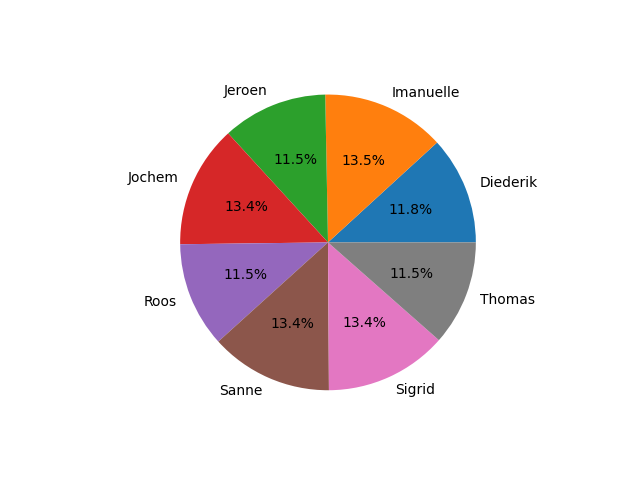 Jeroen
Imanuelle
11.5%
13.5%
Jochem
13.4%
Diederik
11.8%
Roos
11.5%
11.5%
Thomas
13.4%
13.4%
Sanne
Sigrid